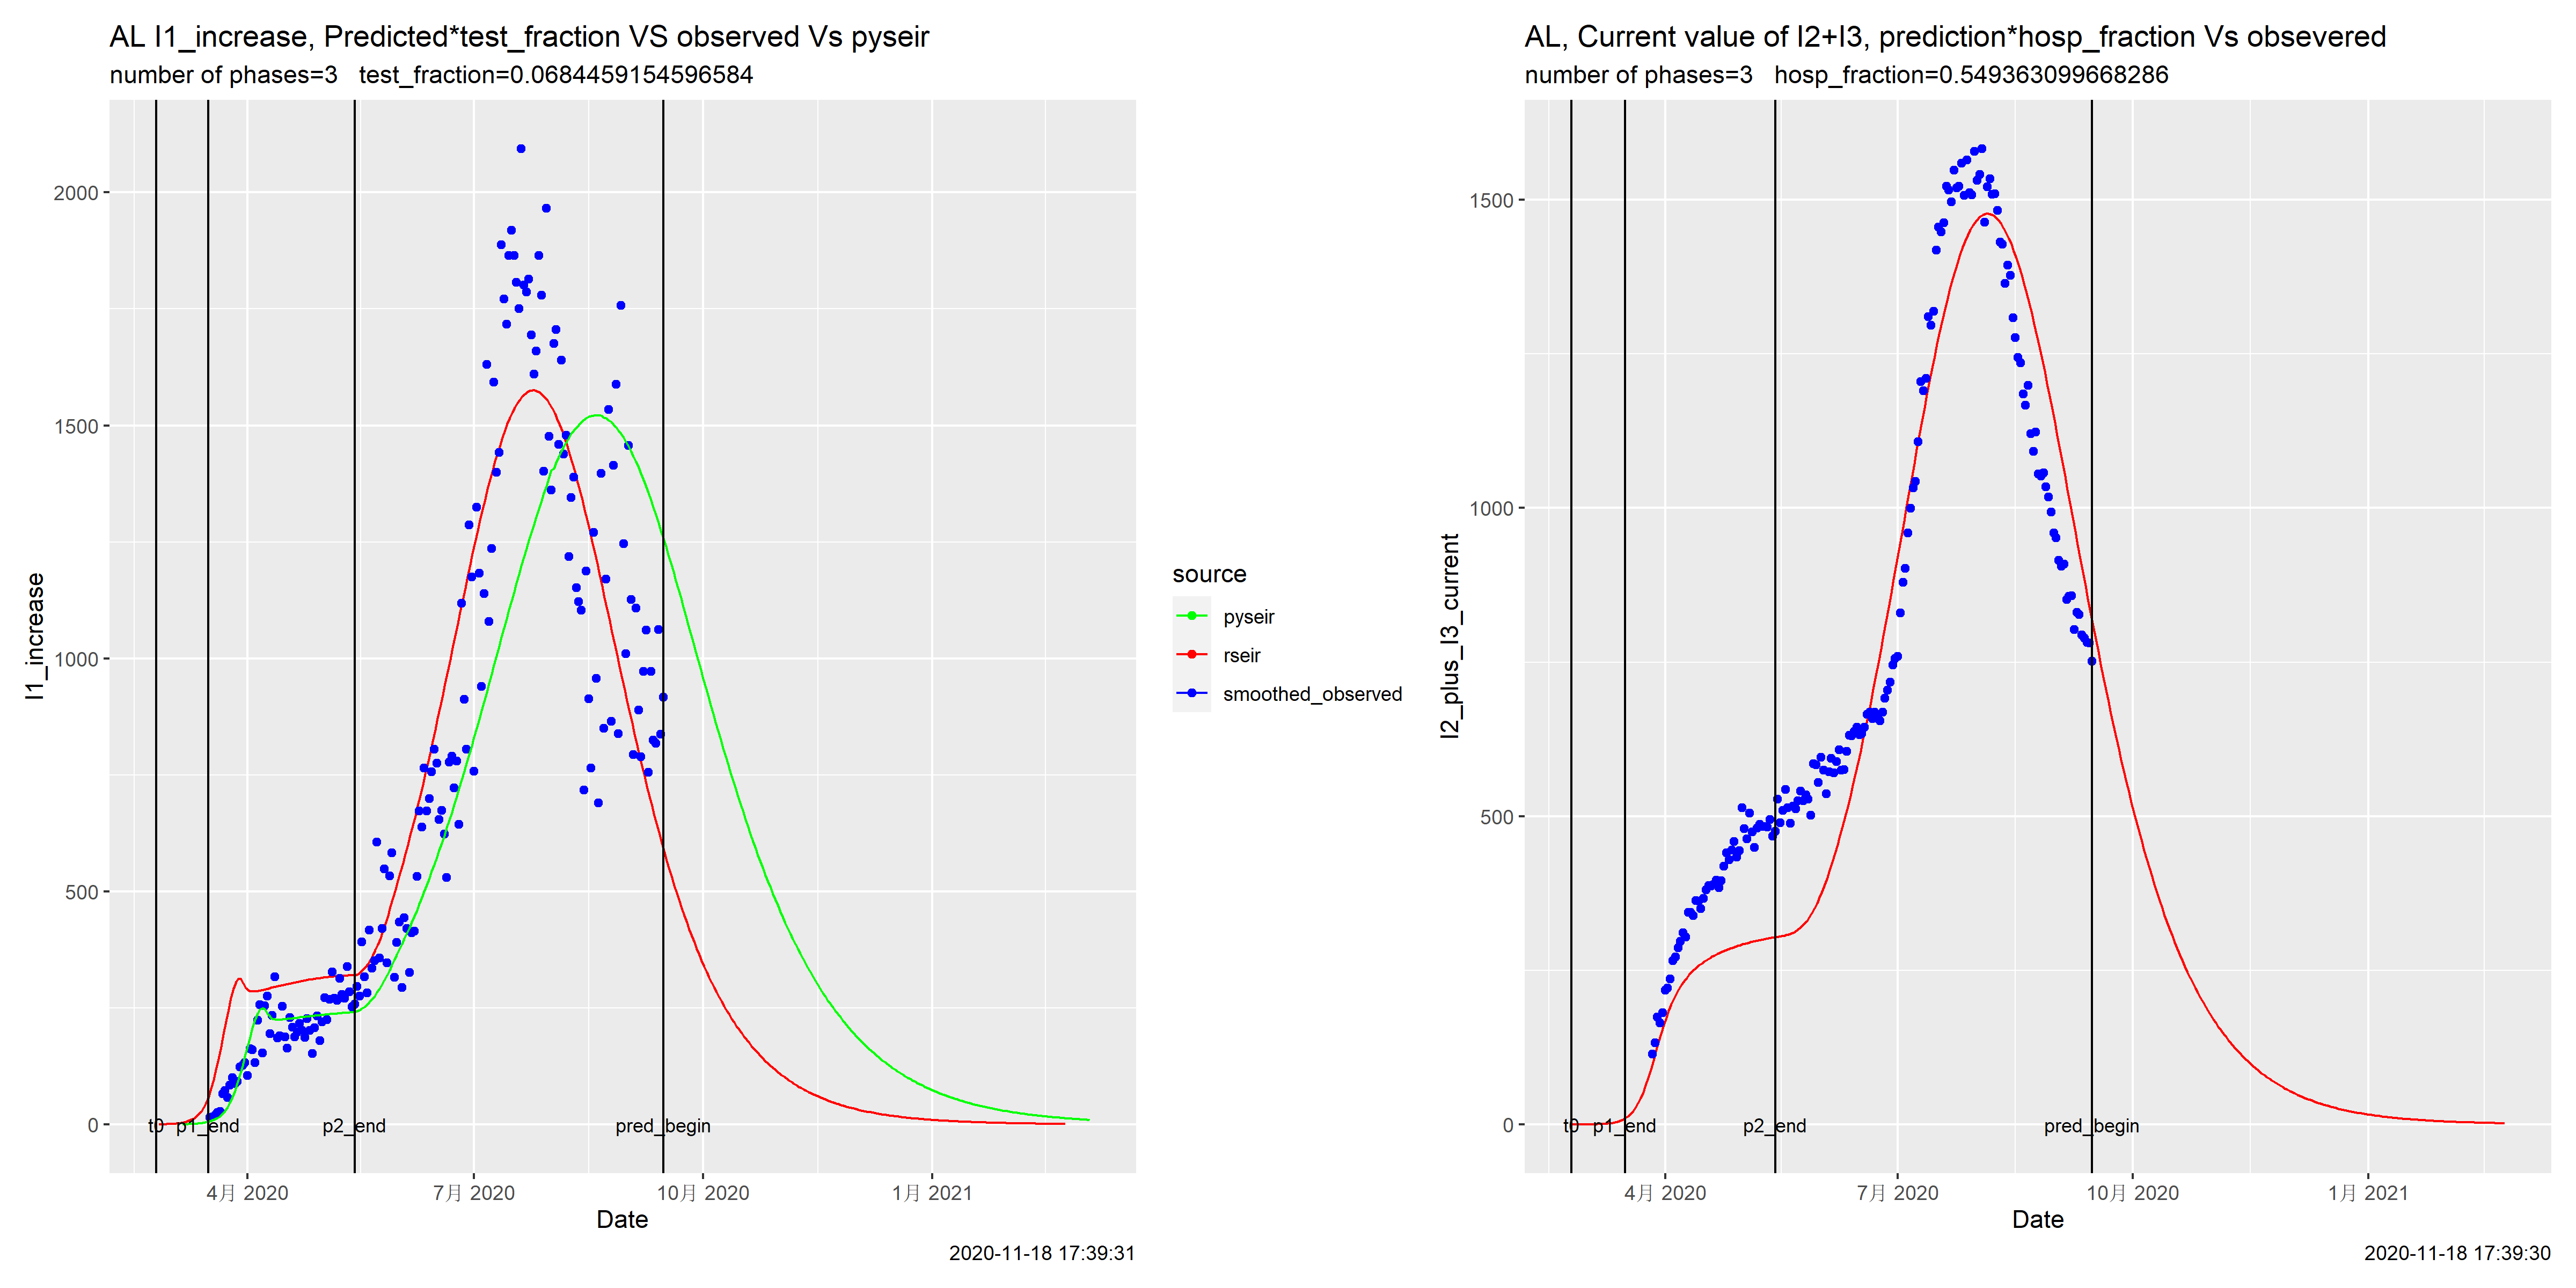 AL I1_increase, Predicted*test_fraction VS observed Vs pyseir
number of phases=3   test_fraction=0.0684459154596584
I1_increase
2000
1500
1000
500
0
t0
p1_end
p2_end
pred_begin
4月 2020
7月 2020
10月 2020
1月 2021
Date
2020-11-18 17:39:31
source
pyseir
rseir
smoothed_observed
AL, Current value of I2+I3, prediction*hosp_fraction Vs obsevered
number of phases=3   hosp_fraction=0.549363099668286
I2_plus_I3_current
1500
1000
500
0
t0
p1_end
p2_end
pred_begin
4月 2020
7月 2020
10月 2020
1月 2021
Date
2020-11-18 17:39:30